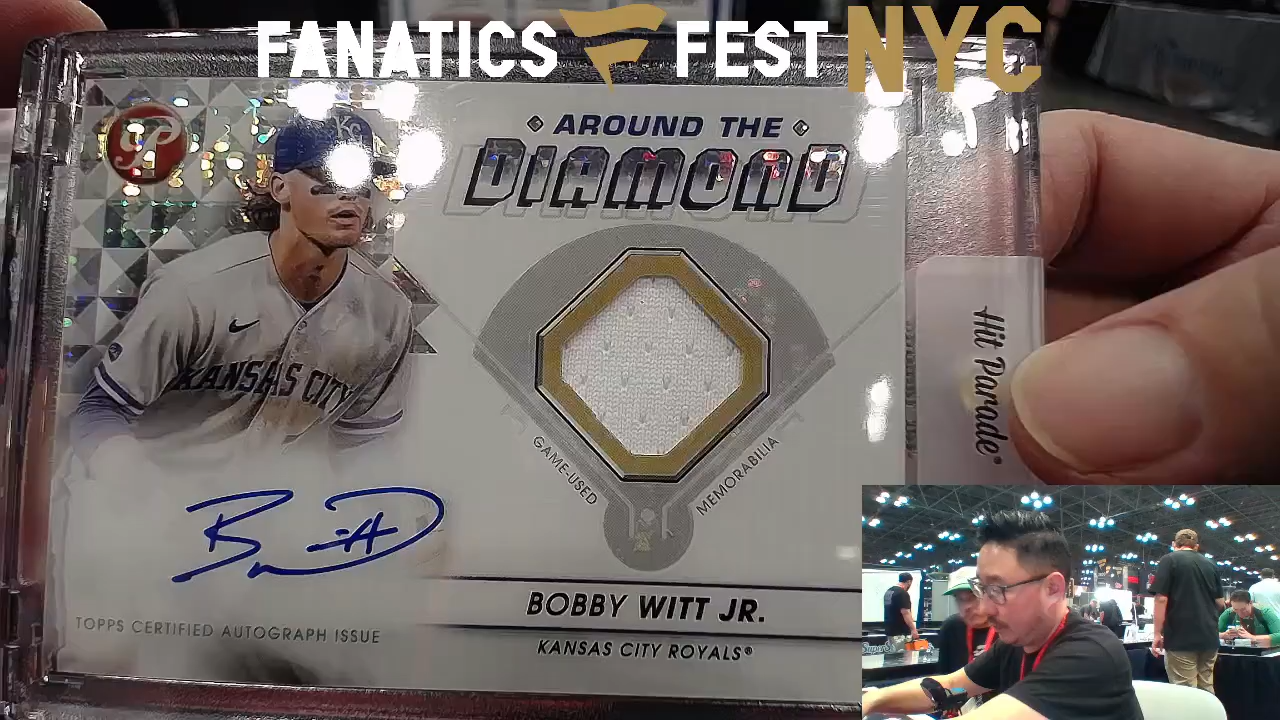 FANATICS FEST NYC
AROUND THE
DIAMOND
KC
KANSAS CITY
GAME-USED
MEMORABILIA
BOBBY WITT JR.
TOPPS CERTIFIED AUTOGRAPH ISSUE
KANSAS CITY ROYALS®
Hit Parade®